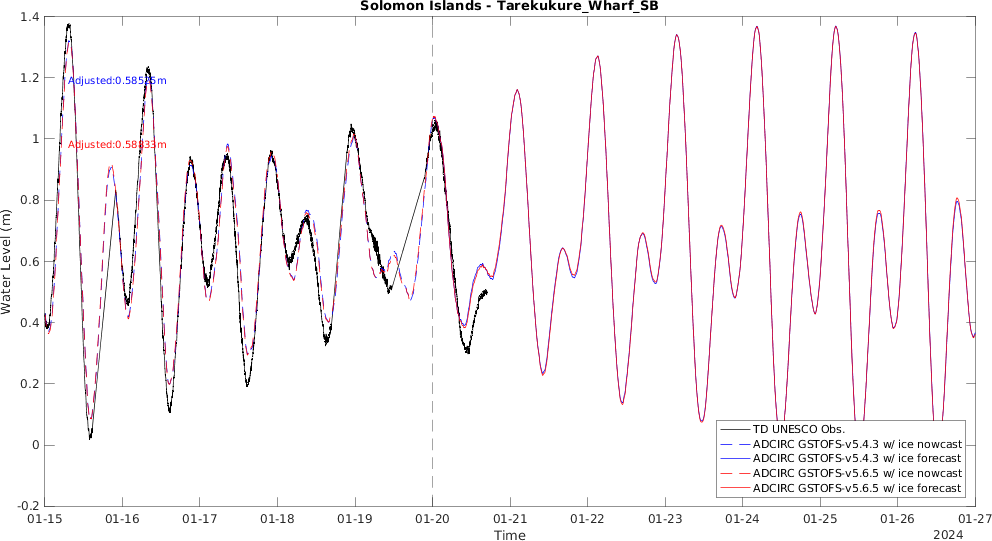 Solomon Islands - Tarekukure_Wharf_SB
1.4
1.2
1
0.8
0.6
0.4
0.2
0
-0.2
Water Level (m)
Adjusted:0.58525m
Adjusted:0.58833m
TD UNESCO Obs.
ADCIRC GSTOFS-v5.4.3 w/ ice nowcast
ADCIRC GSTOFS-v5.4.3 w/ ice forecast
ADCIRC GSTOFS-v5.6.5 w/ ice nowcast
ADCIRC GSTOFS-v5.6.5 w/ ice forecast
01-15 01-16 01-17 01-18 01-19 01-20 01-21 01-22 01-23 01-24 01-25 01-26 01-27
Time
2024